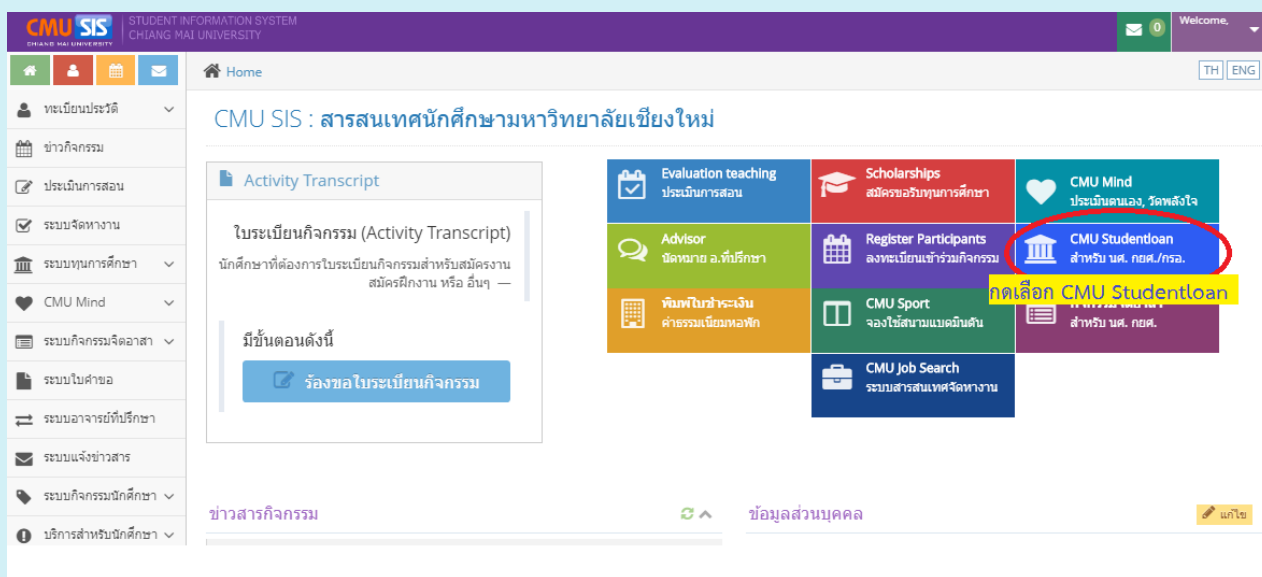 CMU SIS
CHIANG MAI UNIVERSITY
STUDENT INFORMATION SYSTEM
CHIANG MAI UNIVERSITY
0
Welcome,
Home
TH ENG
ทะเบียนประวัติ
ข่าวกิจกรรม
ประเมินการสอน
ระบบจัดหางาน
ระบบทุนการศึกษา
CMU Mind
ระบบกิจกรรมจิตอาสา
ระบบใบคำขอ
ระบบอาจารย์ที่ปรึกษา
ระบบแจ้งข่าวสาร
ระบบกิจกรรมนักศึกษา
บริการสำหรับนักศึกษา
CMU SIS : สารสนเทศนักศึกษามหาวิทยาลัยเชียงใหม่
Activity Transcript
ใบระเบียนกิจกรรม (Activity Transcript)
นักศึกษาที่ต้องการใบระเบียนกิจกรรมสำหรับสมัครงาน
สมัครฝึกงาน หรือ อื่นๆ —
มีขั้นตอนดังนี้
ร้องขอใบระเบียนกิจกรรม
Evaluation teaching
ประเมินการสอน
Scholarships
สมัครขอรับทุนการศึกษา
CMU Mind
ประเมินตนเอง, วัดพลังใจ
Advisor
นัดหมาย อ.ที่ปรึกษา
Register Participants
ลงทะเบียนเข้าร่วมกิจกรรม
CMU Studentloan
สำหรับ นศ. กยศ./กรอ.
กดเลือก CMU Studentloan
พิมพ์ใบชำระเงิน
ค่าธรรมเนียมหอพัก
CMU Sport
จองใช้สนามแบดมินตัน
สำหรับ นศ. กยศ.
CMU Job Search
ระบบสารสนเทศจัดหางาน
ข่าวสารกิจกรรม
ข้อมูลส่วนบุคคล
แก้ไข